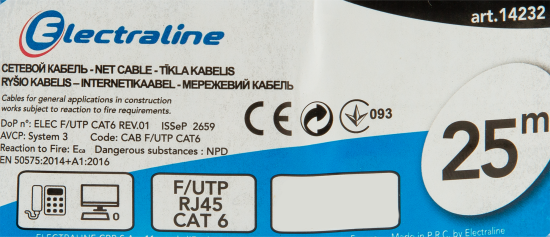 art.14232
Electraline
СЕТЕВОЙ КАБЕЛЬ - NET CABLE - TĪKLA KABELIS
RYŠIO KABELIS – INTERNETIKAABEL - МЕРЕЖЕВИЙ КАБЕЛЬ
Cables for general applications in construction
works subject to reaction to fire requirements.
DoP n°: ELEC F/UTP CAT6 REV.01 ISSeP 2659
AVCP: System 3 Code: CAB F/UTP CAT6
Reaction to Fire: Eca Dangerous substances : NPD
EN 50575:2014+A1:2016
CE
093
25m
F/UTP
RJ45
CAT 6
Made in P.R.C. by Electraline